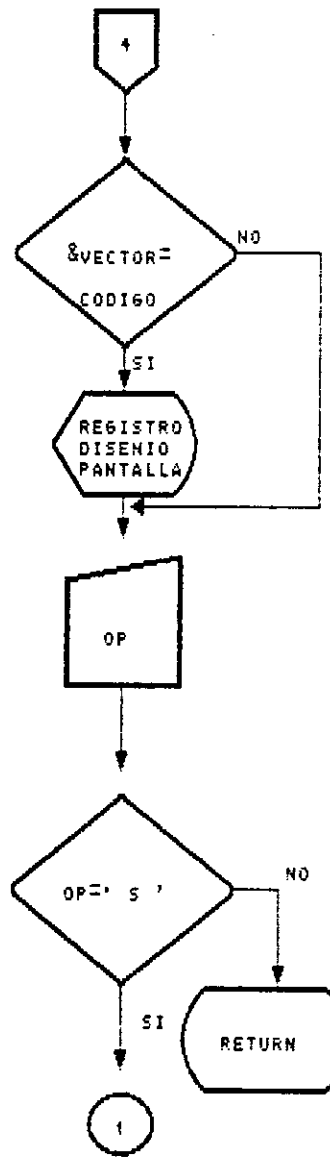 4
&VECTOR=
CODIGO
NO
SI
REGISTRO
DISENIO
PANTALLA
OP
OP=' S '
NO
SI
RETURN
1